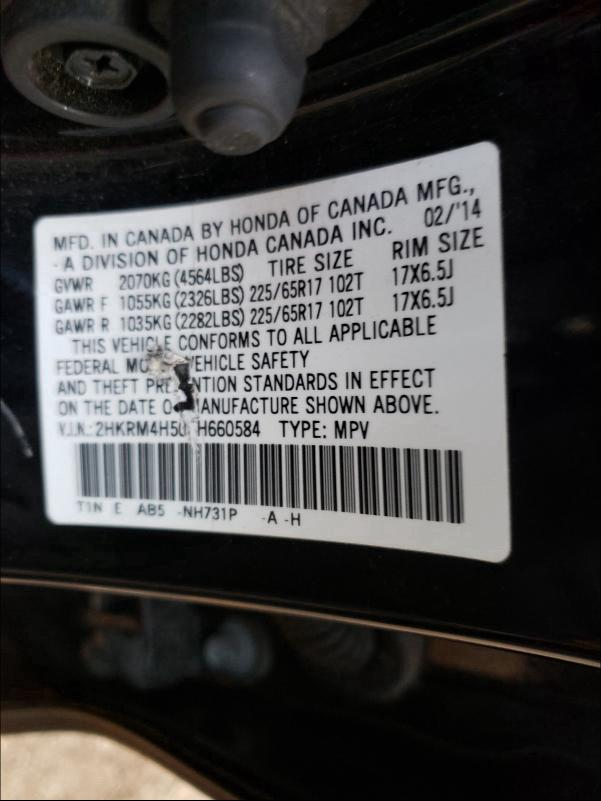 MFD. IN CANADA BY HONDA OF CANADA MFG.,
- A DIVISION OF HONDA CANADA INC. 02/'14
GVWR 2070KG (4564LBS) TIRE SIZE RIM SIZE
GAWR F 1055KG (2326LBS) 225/65R17 102T 17X6.5J
GAWR R 1035KG (2282LBS) 225/65R17 102T 17X6.5J
THIS VEHICLE CONFORMS TO ALL APPLICABLE
FEDERAL VEHICLE SAFETY
AND THEFT STANDARDS IN EFFECT
ON THE DATE MANUFACTURE SHOWN ABOVE.
V.I.N.: 2HKRM4H5 H660584 TYPE: MPV
T1N E AB5 -NH731P -A -H